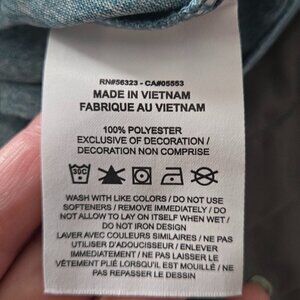 RN#56323 - CA#05553
MADE IN VIETNAM
FABRIQUE AU VIETNAM
100% POLYESTER
EXCLUSIVE OF DECORATION /
DECORATION NON COMPRISE
30C
WASH WITH LIKE COLORS / DO NOT USE
SOFTENERS / REMOVE IMMEDIATELY / DO
NOT ALLOW TO LAY ON ITSELF WHEN WET /
DO NOT IRON DESIGN
LAVER AVEC COULEURS SIMILAIRES / NE PAS
UTILISER D'ADOUCISSEUR / ENLEVER
IMMEDIATEMENT / NE PAS LAISSER LE
VÊTEMENT PLIÉ LORSQU'IL EST MOUILLÉ / NE
PAS REPASSER LE DESSIN